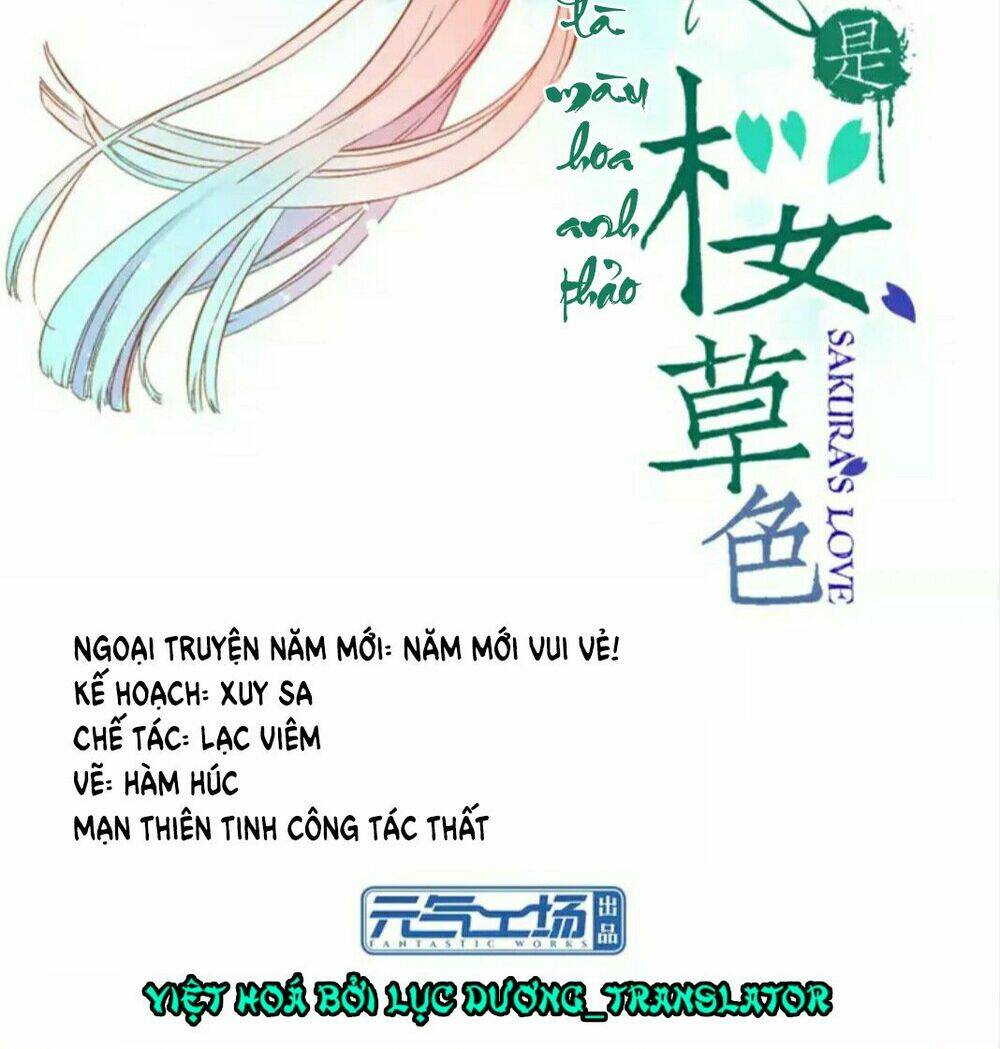 là
màu
hoa
anh
thảo
是
桜
草
色
SAKURA'S LOVE
NGOẠI TRUYỆN NĂM MỚI: NĂM MỚI VUI VẺ!
KẾ HOẠCH: XUY SA
CHẾ TÁC: LẠC VIÊM
VẼ: HÀM HÚC
MẠN THIÊN TINH CÔNG TÁC THẤT
元气工场
出品
FANTASTIC WORKS
VIỆT HOÁ BỞI LỤC DƯƠNG_TRANSLATOR